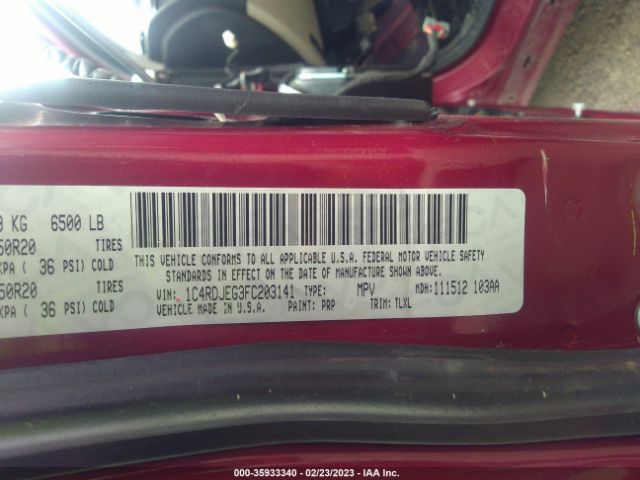 KG 6500 LB
50R20 TIRES
KPA ( 36 PSI) COLD
50R20 TIRES
KPA ( 36 PSI) COLD
THIS VEHICLE CONFORMS TO ALL APPLICABLE U.S.A. FEDERAL MOTOR VEHICLE SAFETY
STANDARDS IN EFFECT ON THE DATE OF MANUFACTURE SHOWN ABOVE.
VIN: 1C4RDJEG3FC203141 TYPE: MPV MDH: 111512 103AA
VEHICLE MADE IN U.S.A. PAINT: PRP TRIM: TLXL
000-35933340 - 02/23/2023 - IAA Inc.